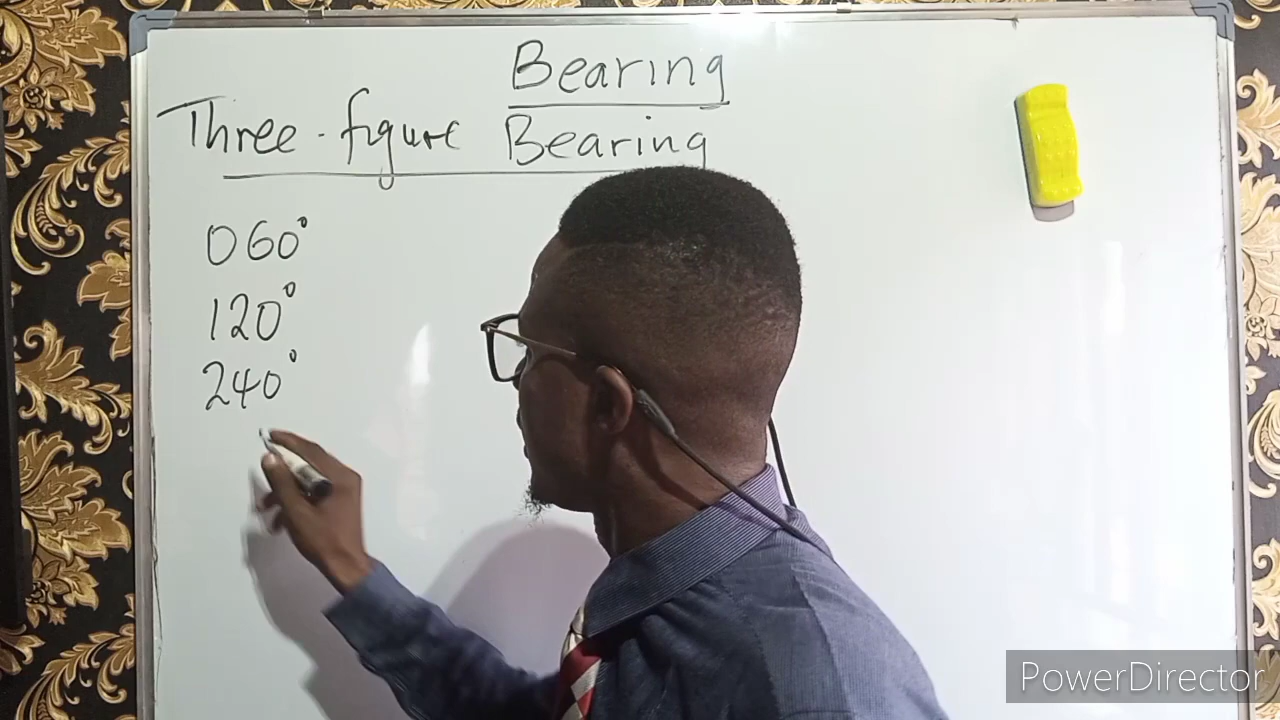 Bearing
Three-figure Bearing
060°
120°
240°
PowerDirector